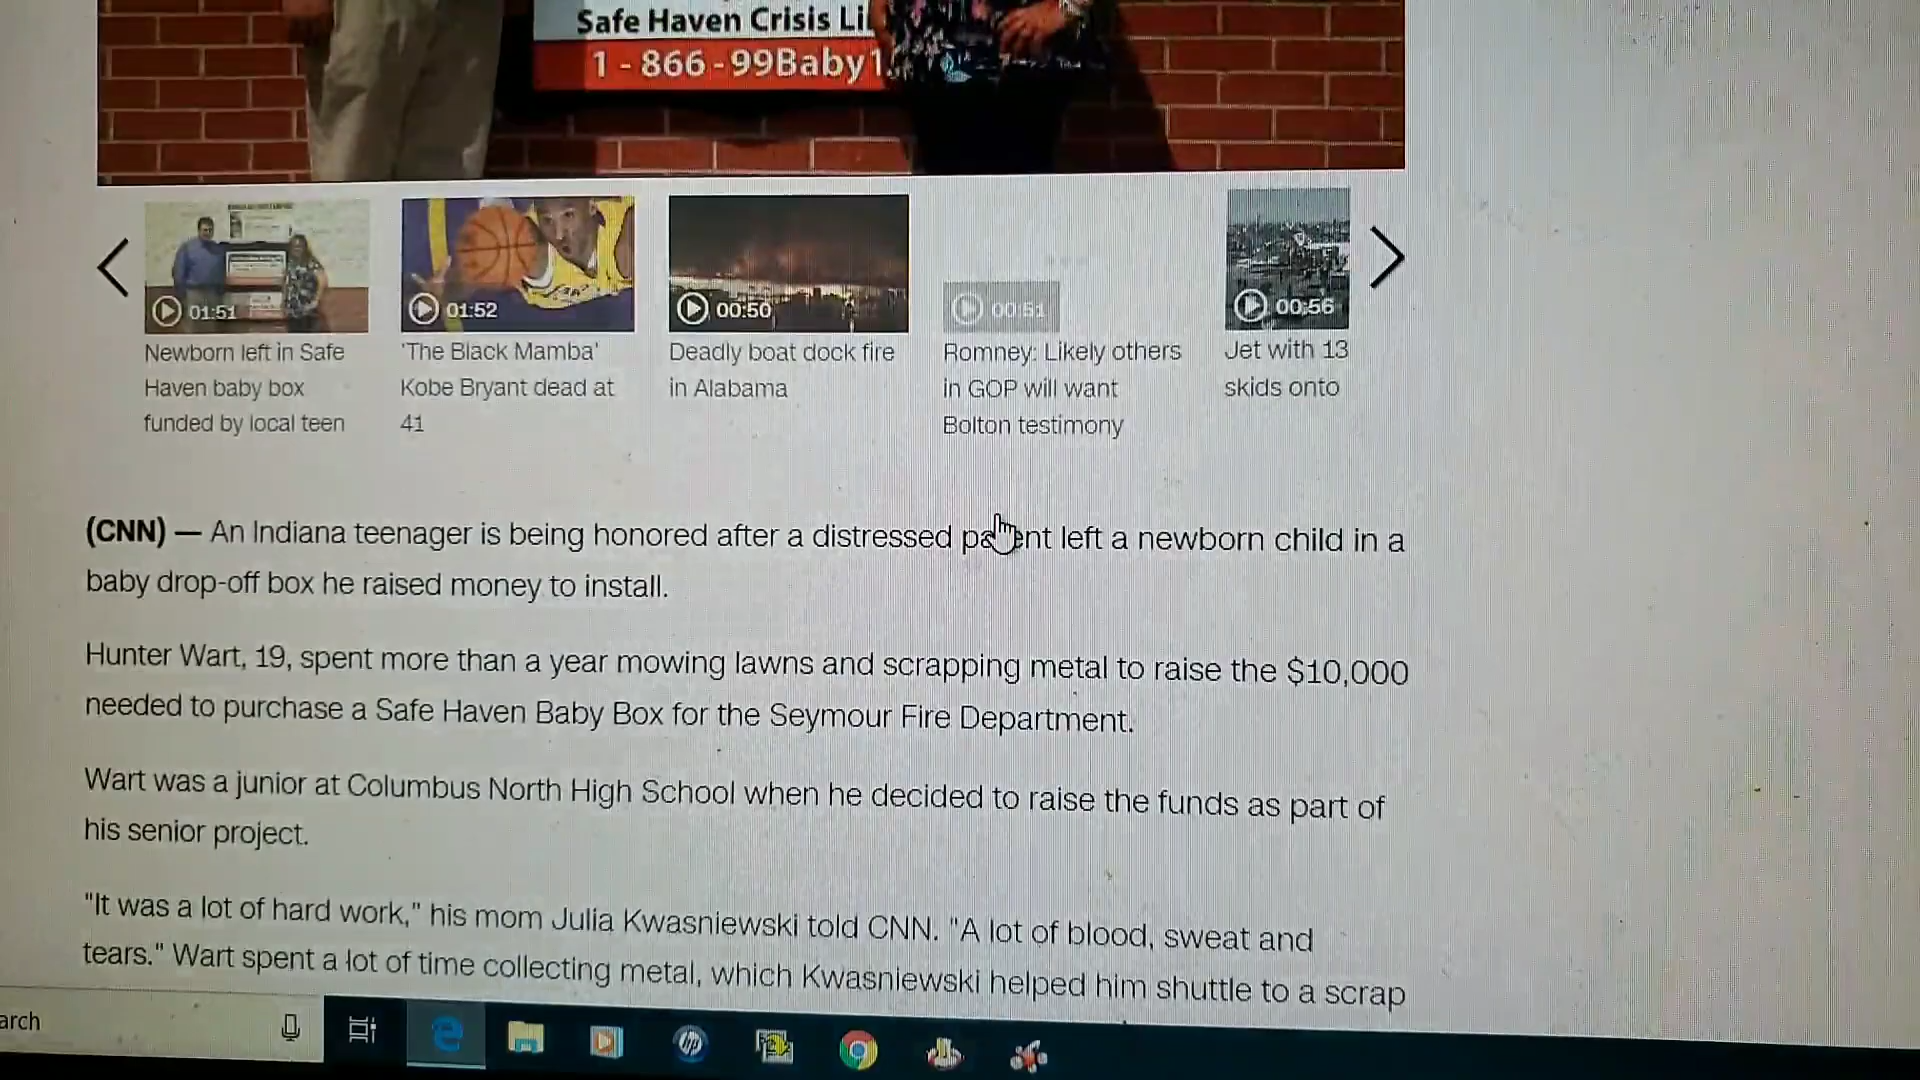 Safe Haven Crisis Li
1 - 866 - 99Baby1
01:51
01:52
00:50
00:51
00:56
Newborn left in Safe
Haven baby box
funded by local teen
'The Black Mamba'
Kobe Bryant dead at
41
Deadly boat dock fire
in Alabama
Romney: Likely others
in GOP will want
Bolton testimony
Jet with 13
skids onto
(CNN) — An Indiana teenager is being honored after a distressed parent left a newborn child in a
baby drop-off box he raised money to install.
Hunter Wart, 19, spent more than a year mowing lawns and scrapping metal to raise the $10,000
needed to purchase a Safe Haven Baby Box for the Seymour Fire Department.
Wart was a junior at Columbus North High School when he decided to raise the funds as part of
his senior project.
"It was a lot of hard work," his mom Julia Kwasniewski told CNN. "A lot of blood, sweat and
tears." Wart spent a lot of time collecting metal, which Kwasniewski helped him shuttle to a scrap
arch
hp